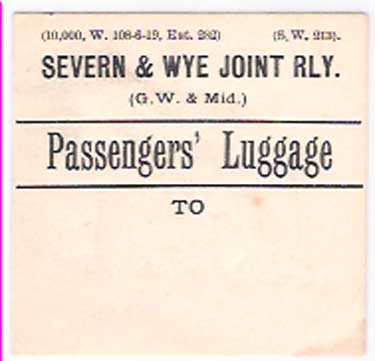 (10,000, W. 108-6-19, Est. 282) (S. W. 213).
SEVERN & WYE JOINT RLY.
(G. W. & Mid.)
Passengers' Luggage
TO